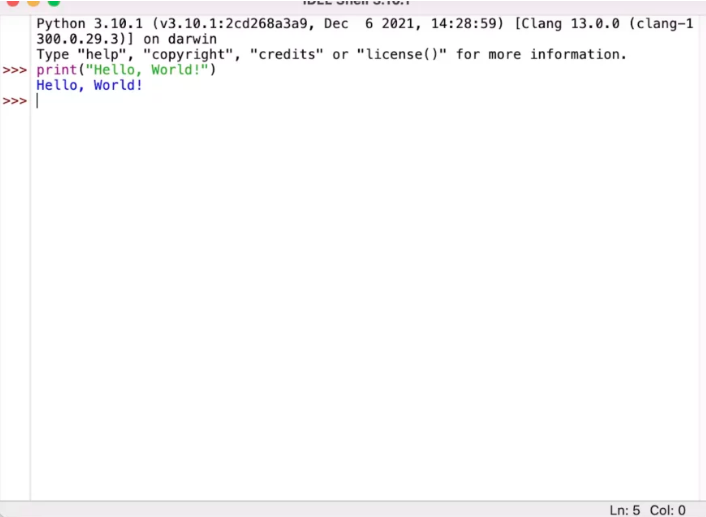 IDLE Shell 3.10.1
Python 3.10.1 (v3.10.1:2cd268a3a9, Dec  6 2021, 14:28:59) [Clang 13.0.0 (clang-1
300.0.29.3)] on darwin
Type "help", "copyright", "credits" or "license()" for more information.
>>> print("Hello, World!")
Hello, World!
>>>
Ln: 5 Col: 0